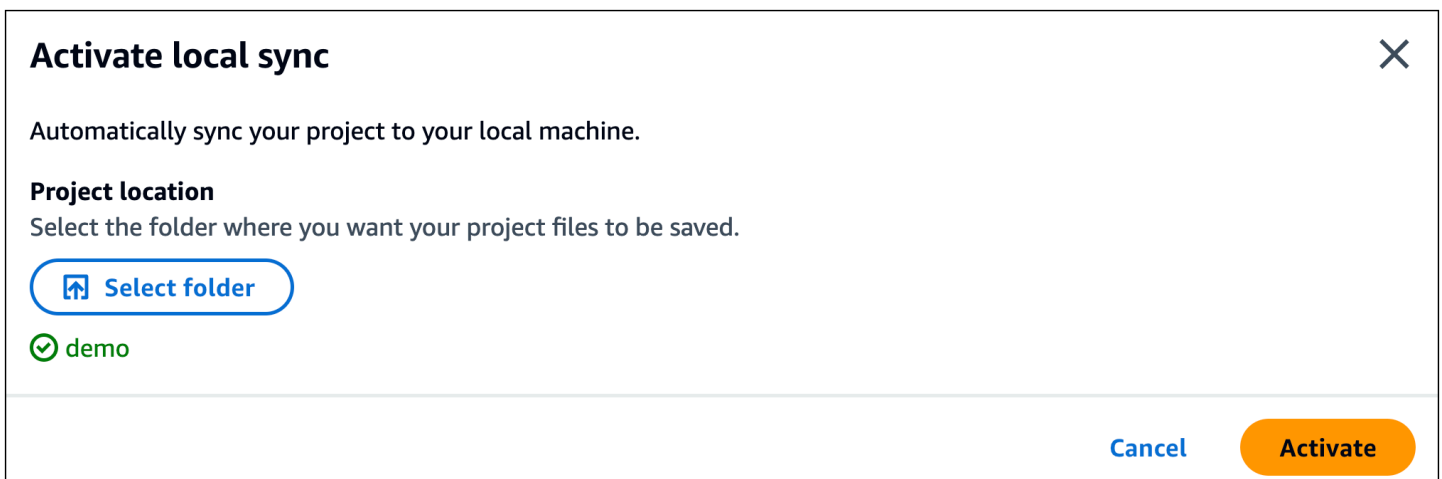 Activate local sync
Automatically sync your project to your local machine.
Project location
Select the folder where you want your project files to be saved.
Select folder
demo
Cancel
Activate